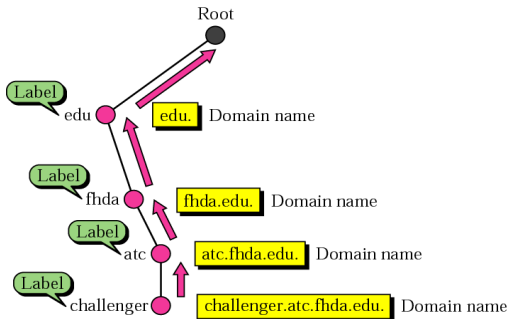 Root
Label
edu
edu. Domain name
Label
fhda
fhda.edu. Domain name
Label
atc
atc.fhda.edu. Domain name
Label
challenger
challenger.atc.fhda.edu. Domain name